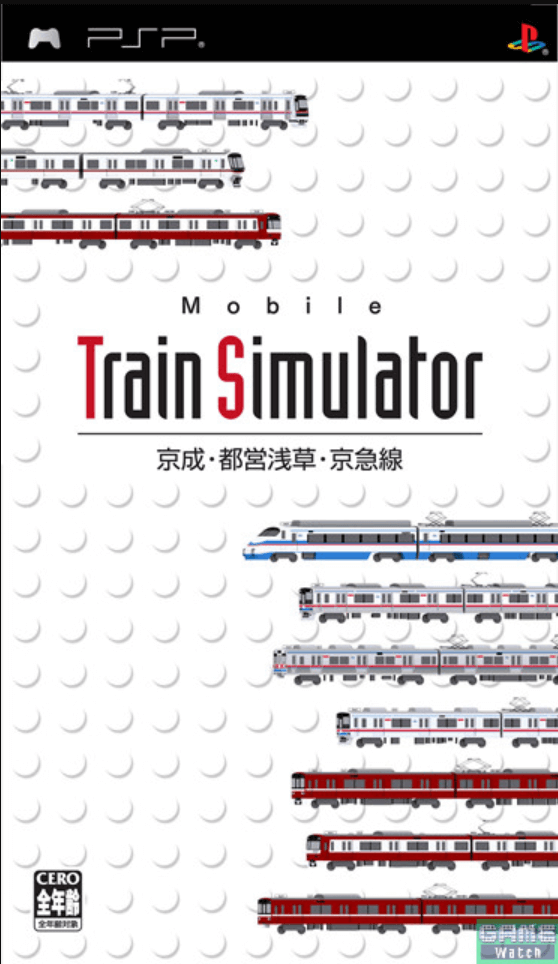 PSP
Mobile
Train Simulator
京成・都営浅草・京急線
CERO
全年齢
全年齢対象
GAME
Watch